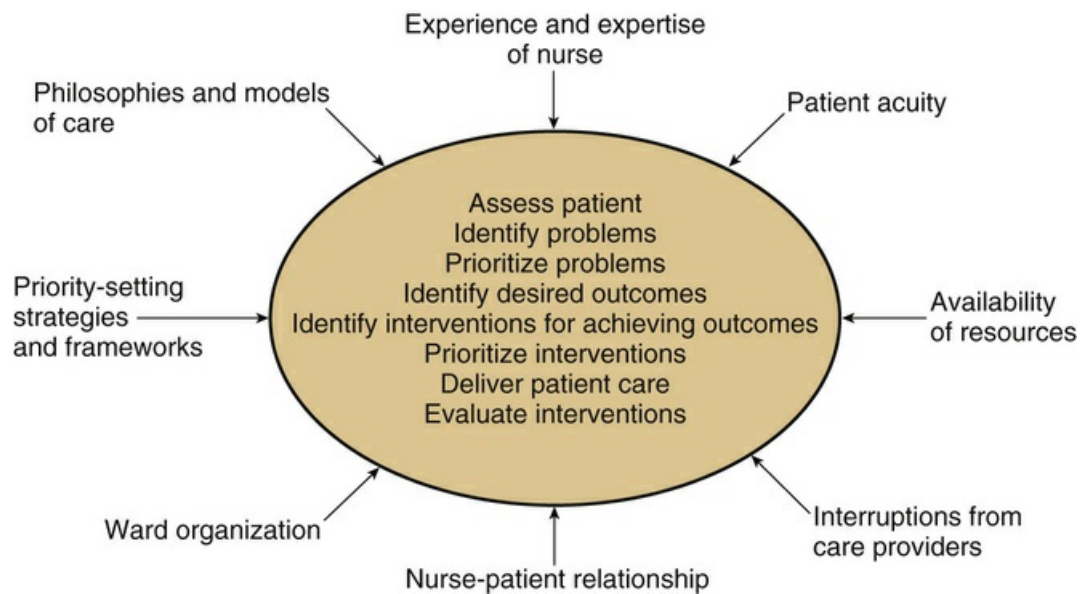 Experience and expertise
of nurse
Philosophies and models
of care
Patient acuity
Assess patient
Identify problems
Prioritize problems
Identify desired outcomes
Identify interventions for achieving outcomes
Prioritize interventions
Deliver patient care
Evaluate interventions
Priority-setting
strategies
and frameworks
Availability
of resources
Ward organization
Interruptions from
care providers
Nurse-patient relationship